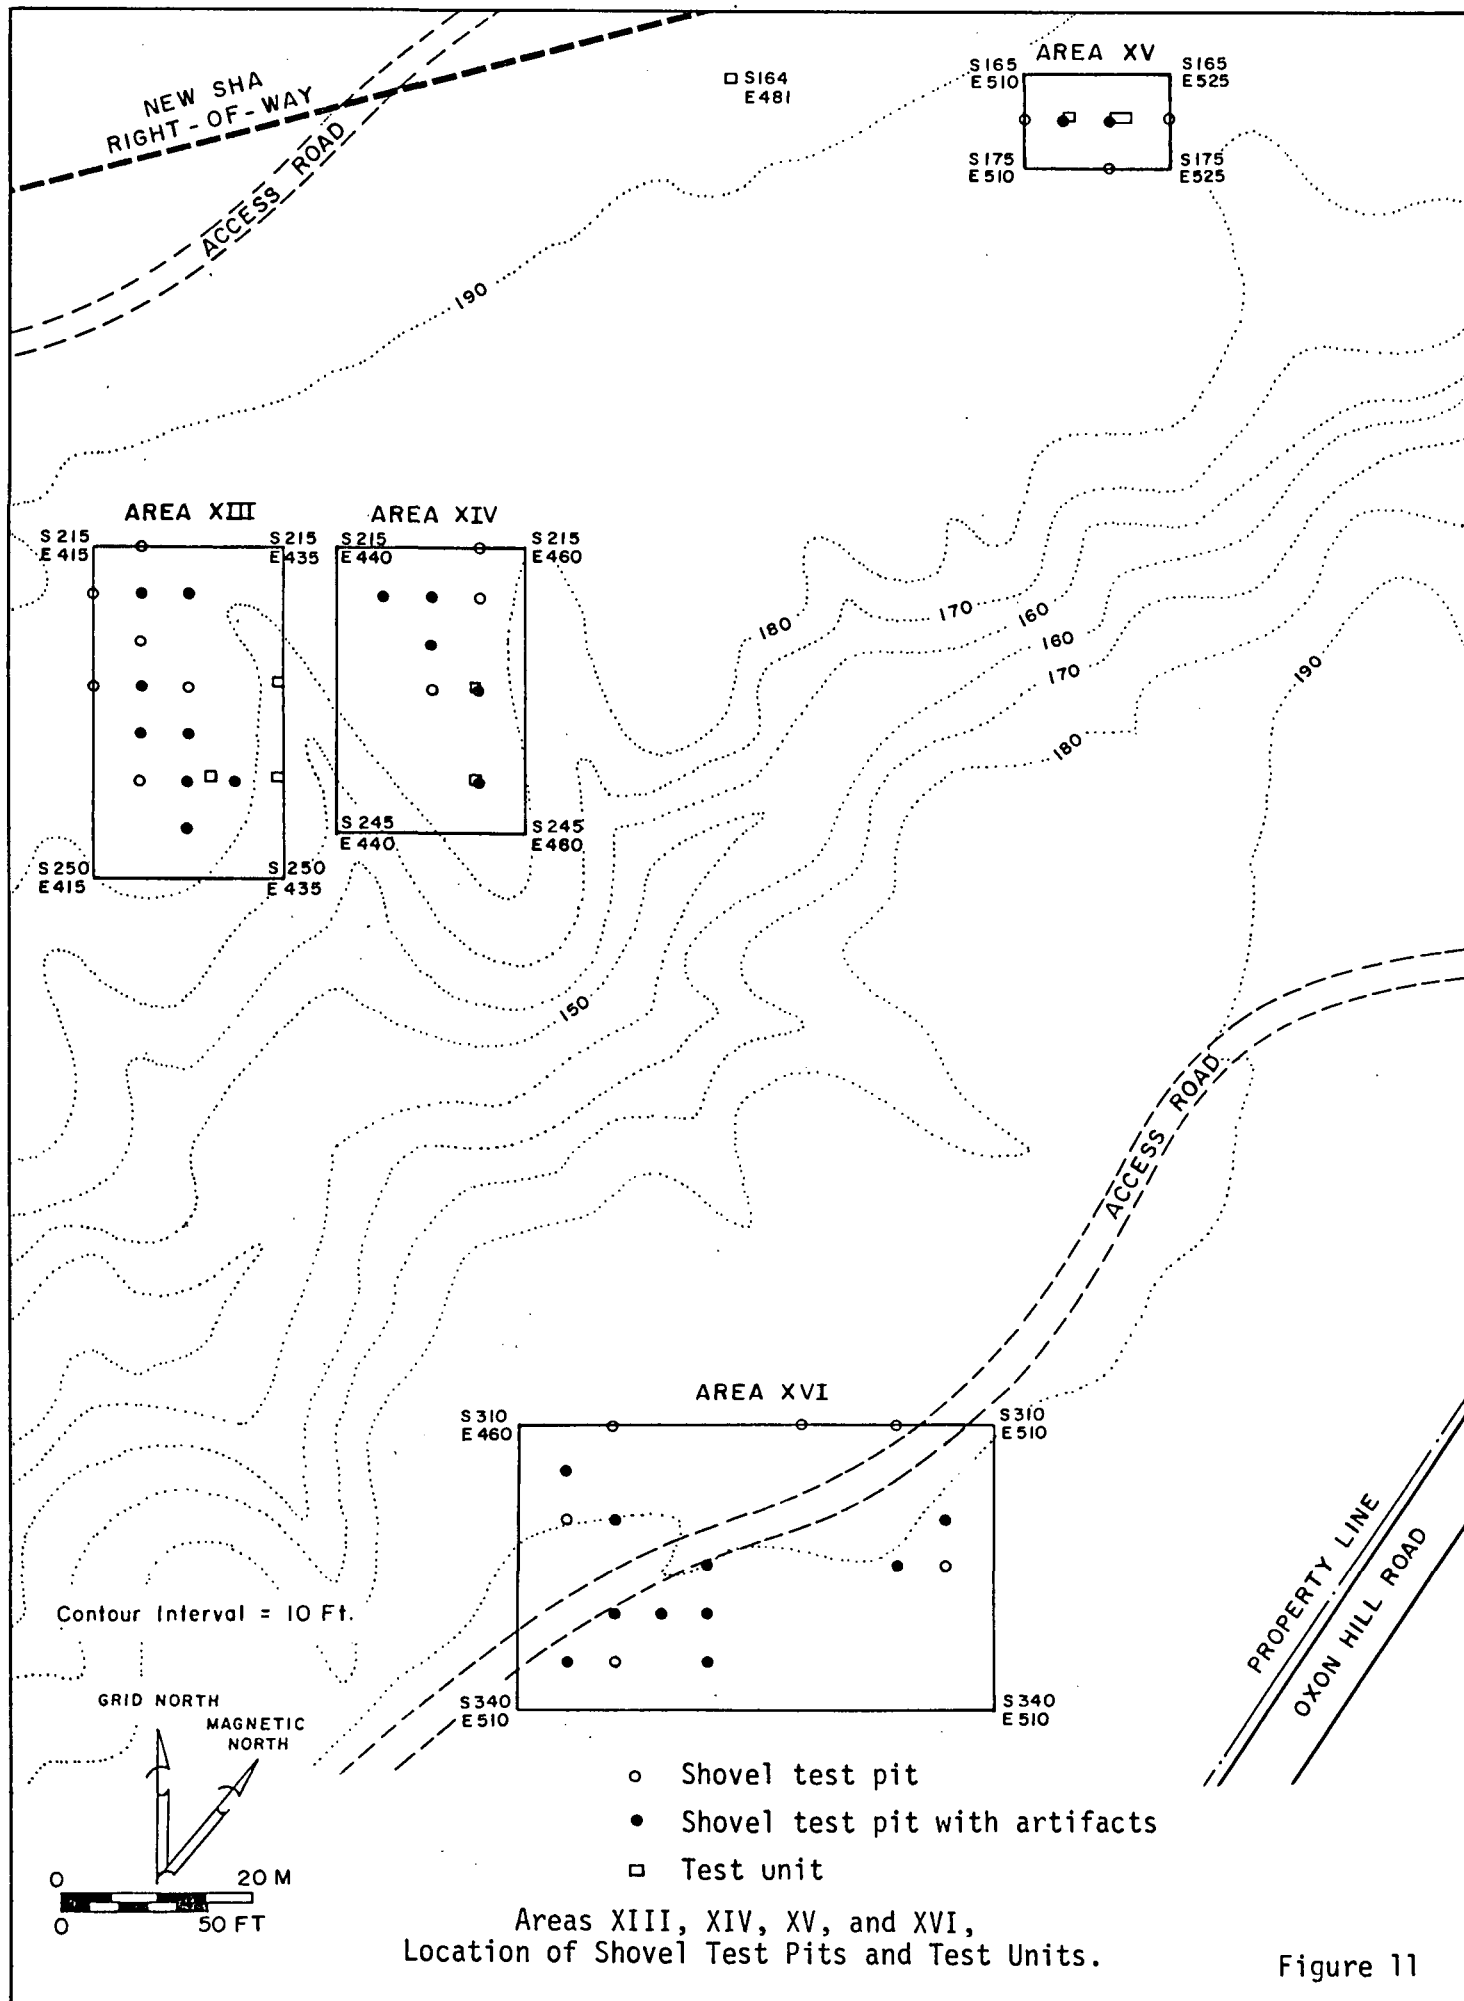 NEW SHA
RIGHT-OF-WAY
ACCESS ROAD
S164
E481
AREA XV
S165
E510
S165
E525
S175
E510
S175
E525
190
AREA XIII
S215
E415
S215
E435
S250
E415
S250
E435
AREA XIV
S215
E440
S215
E460
S245
E440
S245
E460
180
170
160
160
170
180
190
150
ACCESS ROAD
AREA XVI
S310
E460
S310
E510
S340
E510
S340
E510
PROPERTY LINE
OXON HILL ROAD
Contour Interval = 10 Ft.
GRID NORTH
MAGNETIC
NORTH
0 20 M
0 50 FT
Shovel test pit
Shovel test pit with artifacts
Test unit
Areas XIII, XIV, XV, and XVI,
Location of Shovel Test Pits and Test Units.
Figure 11